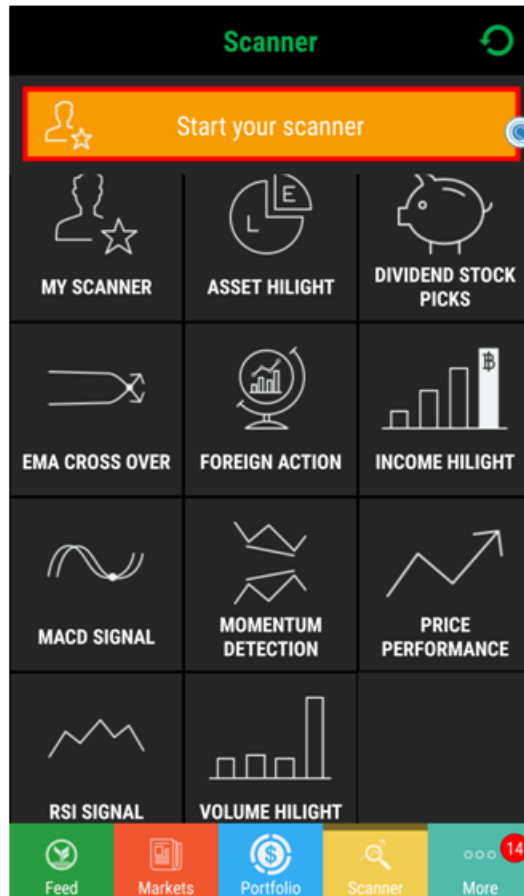 Scanner
Start your scanner
MY SCANNER
ASSET HILIGHT
DIVIDEND STOCK
PICKS
EMA CROSS OVER
FOREIGN ACTION
INCOME HILIGHT
MACD SIGNAL
MOMENTUM
DETECTION
PRICE
PERFORMANCE
RSI SIGNAL
VOLUME HILIGHT
14
Feed
Markets
Portfolio
Scanner
More